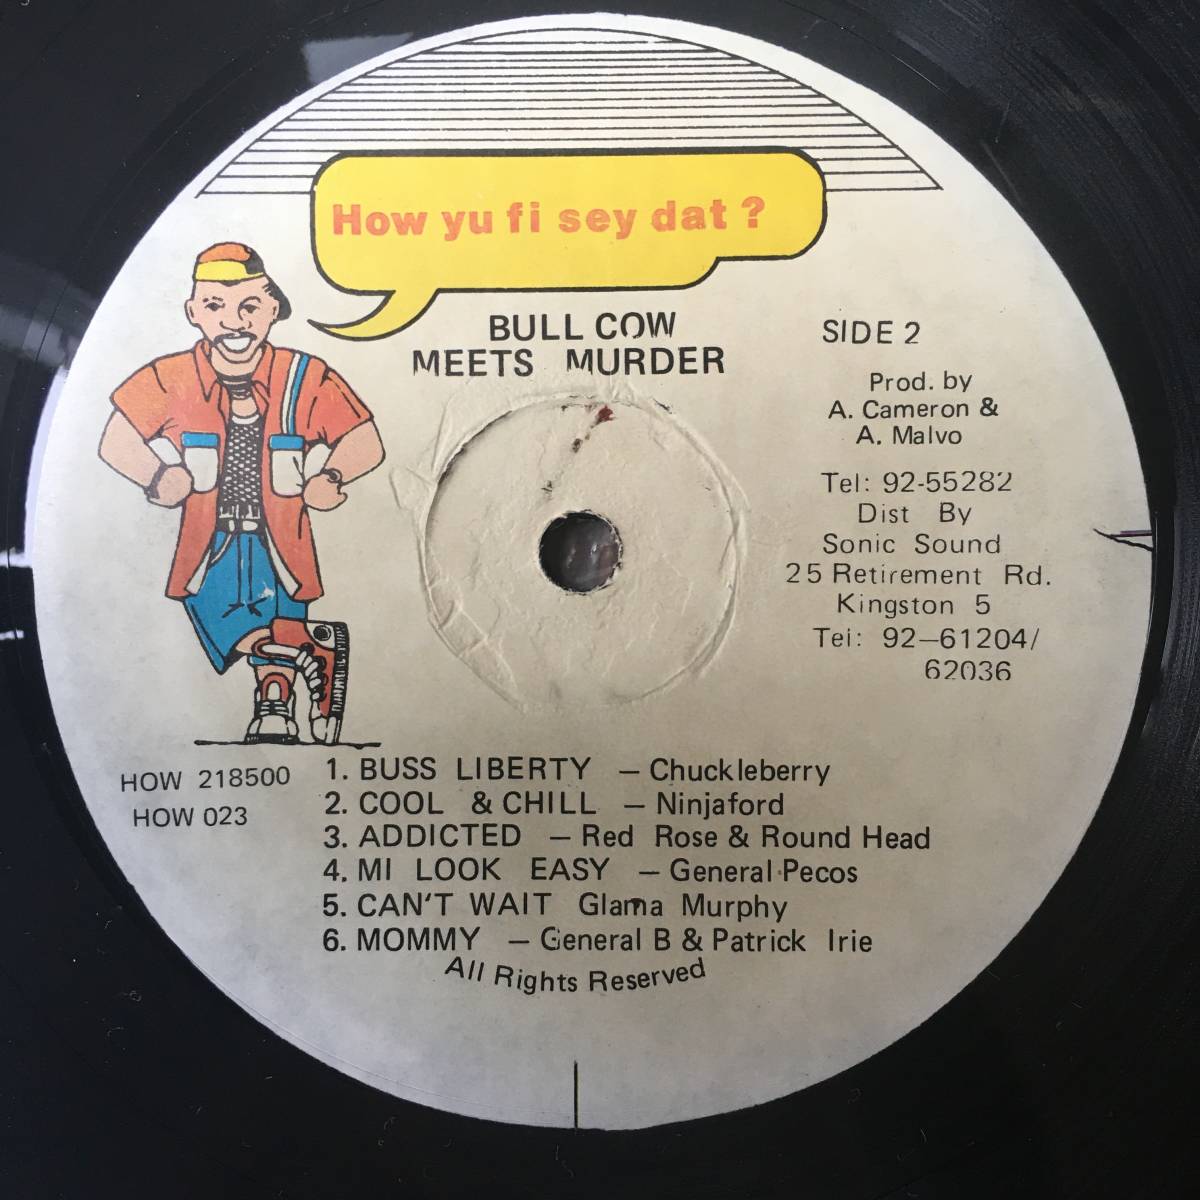 How yu fi sey dat ?
BULL COW
MEETS MURDER
SIDE 2
Prod. by
A. Cameron &
A. Malvo
Tel: 92-55282
Dist By
Sonic Sound
25 Retirement Rd.
Kingston 5
Tei: 92—61204/
62036
HOW 218500
HOW 023
1. BUSS LIBERTY — Chuckleberry
2. COOL & CHILL — Ninjaford
3. ADDICTED — Red Rose & Round Head
4. MI LOOK EASY — General Pecos
5. CAN'T WAIT Glama Murphy
6. MOMMY — General B & Patrick Irie
All Rights Reserved